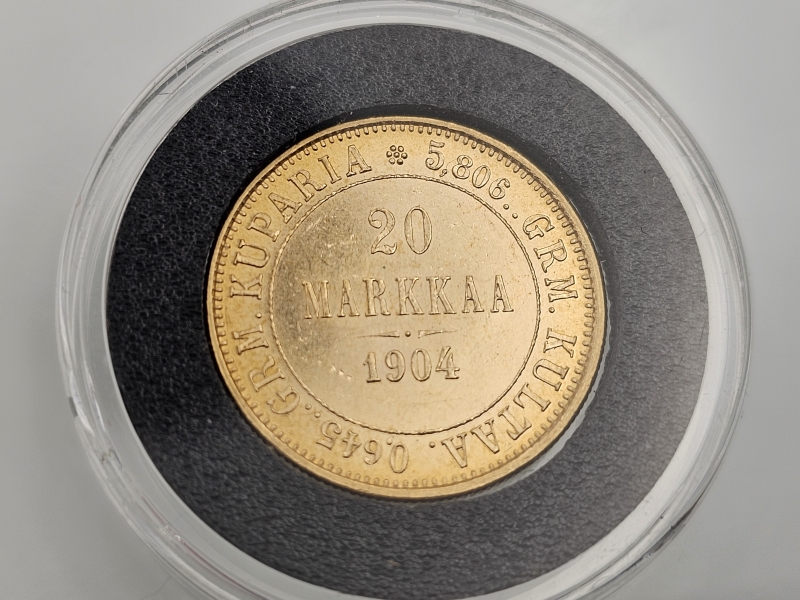 5,806.. GRM. KULTAA. 0,645.. GRM. KUPARIA
20
MARKKAA
1904